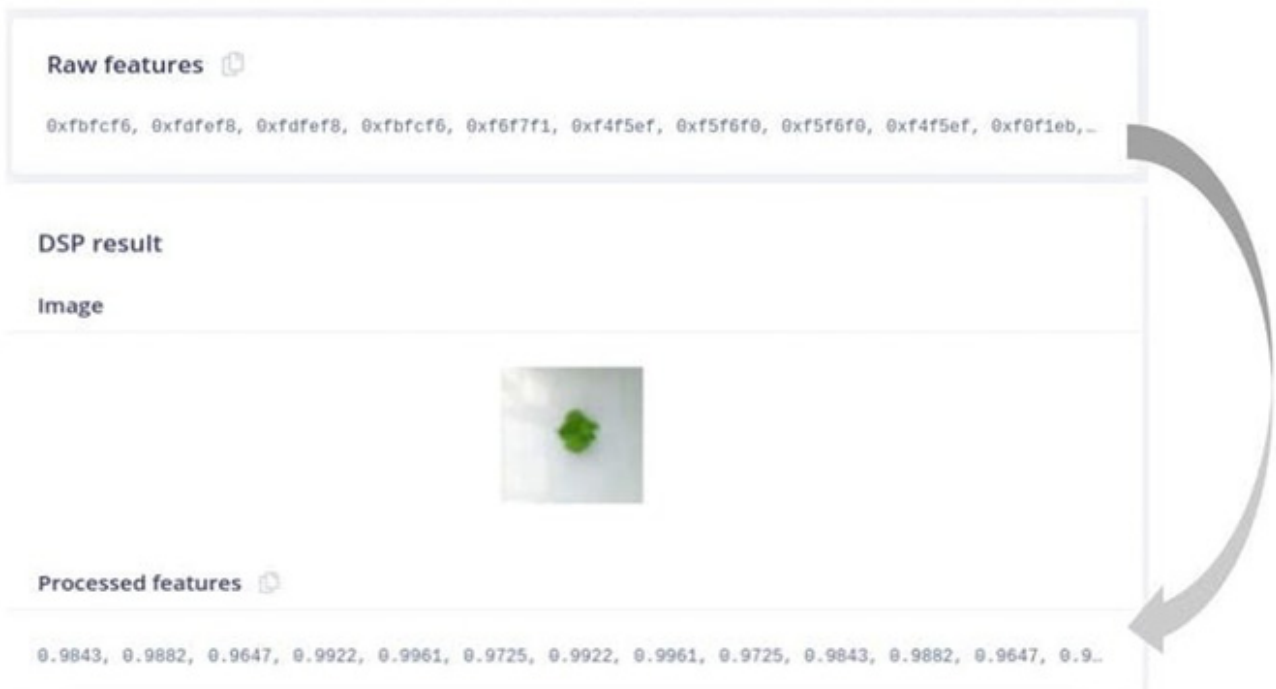 Raw features
0xfbfcf6, 0xfdfef8, 0xfdfef8, 0xfbfcf6, 0xf6f7f1, 0xf4f5ef, 0xf5f6f0, 0xf5f6f0, 0xf4f5ef, 0xf0f1eb,…
DSP result
Image
Processed features
0.9843, 0.9882, 0.9647, 0.9922, 0.9961, 0.9725, 0.9922, 0.9961, 0.9725, 0.9843, 0.9882, 0.9647, 0.9…